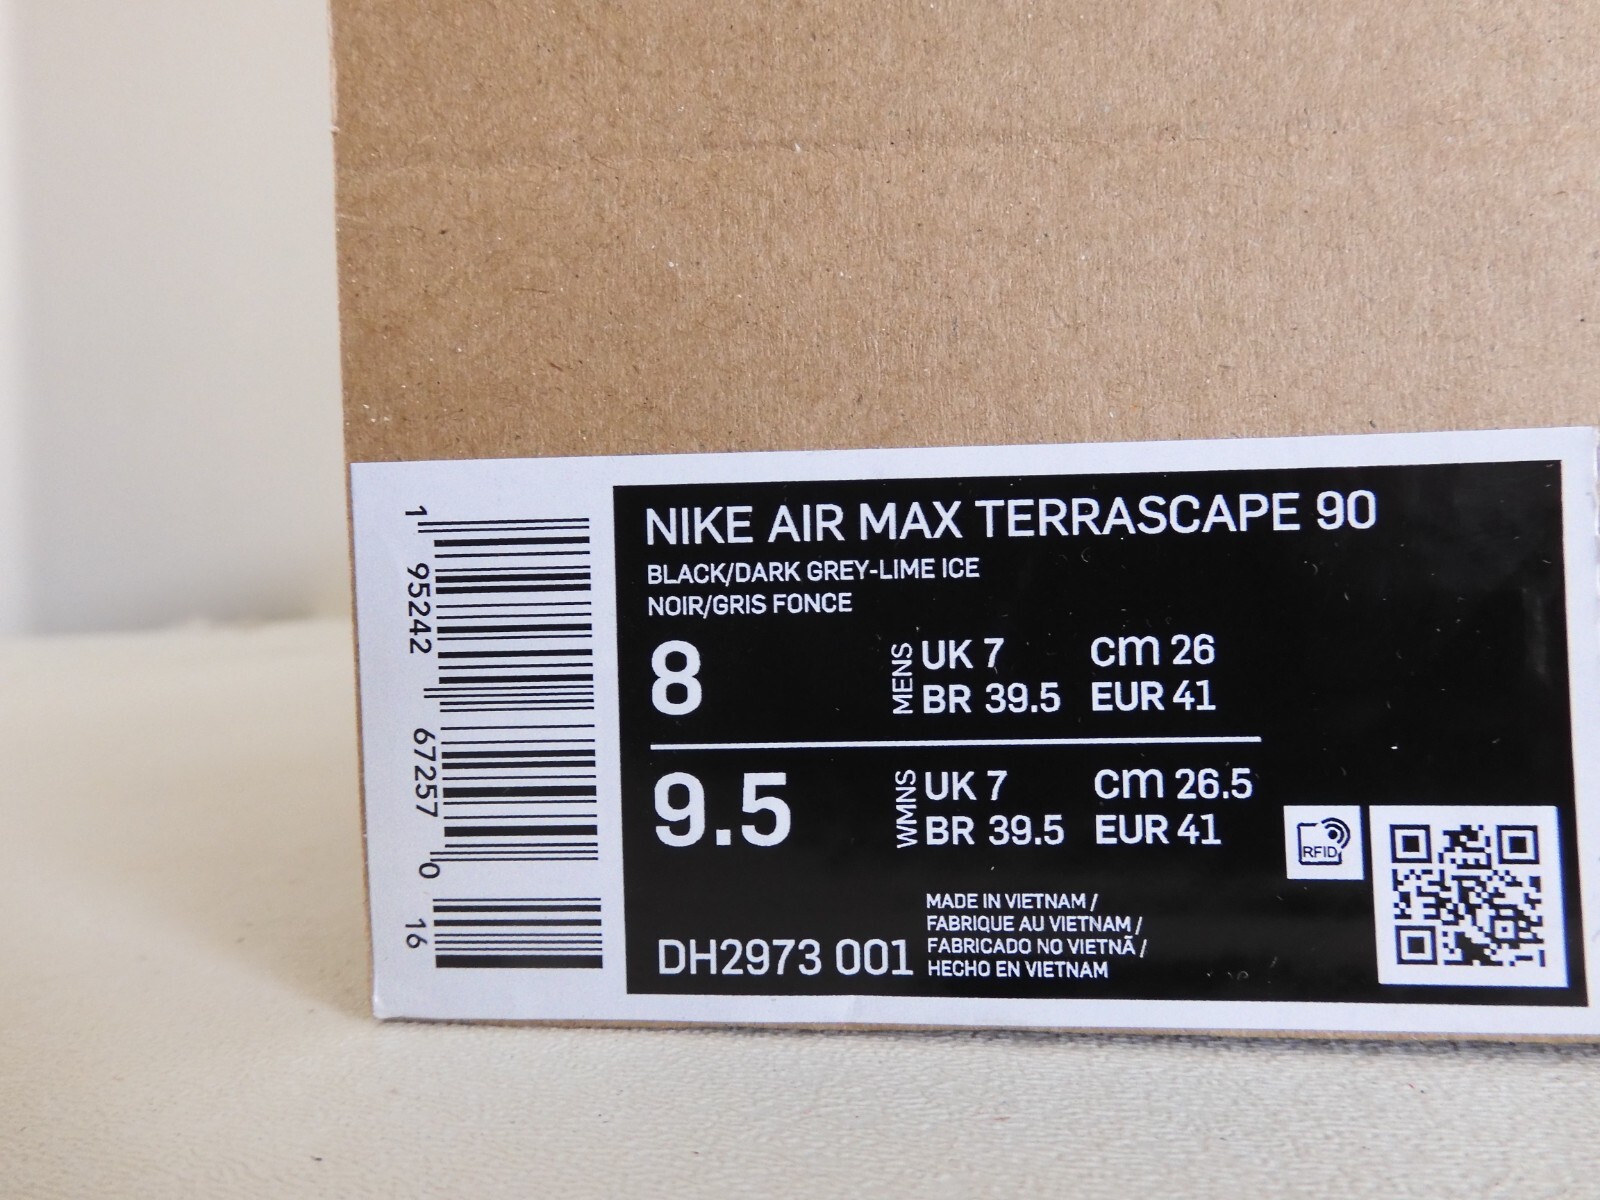 1 95242 67257 0 16
NIKE AIR MAX TERRASCAPE 90
BLACK/DARK GREY-LIME ICE
NOIR/GRIS FONCE
8 MENS UK 7 cm 26
BR 39.5 EUR 41
9.5 WMNS UK 7 cm 26.5
BR 39.5 EUR 41
RFID
MADE IN VIETNAM /
FABRIQUE AU VIETNAM /
FABRICADO NO VIETNÃ /
HECHO EN VIETNAM
DH2973 001